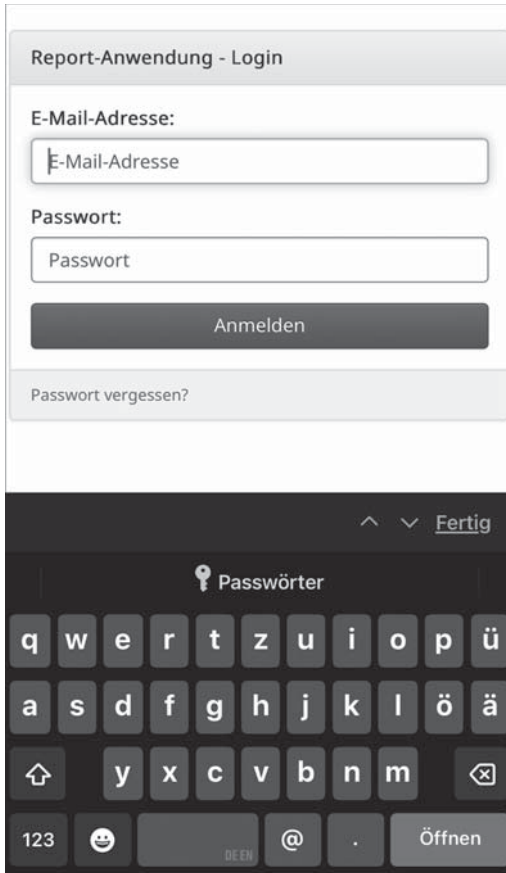 Report-Anwendung - Login
E-Mail-Adresse:
E-Mail-Adresse
Passwort:
Passwort
Anmelden
Passwort vergessen?
Fertig
Passwörter
q w e r t z u i o p ü
a s d f g h j k l ö ä
y x c v b n m
123 DE EN @ . Öffnen